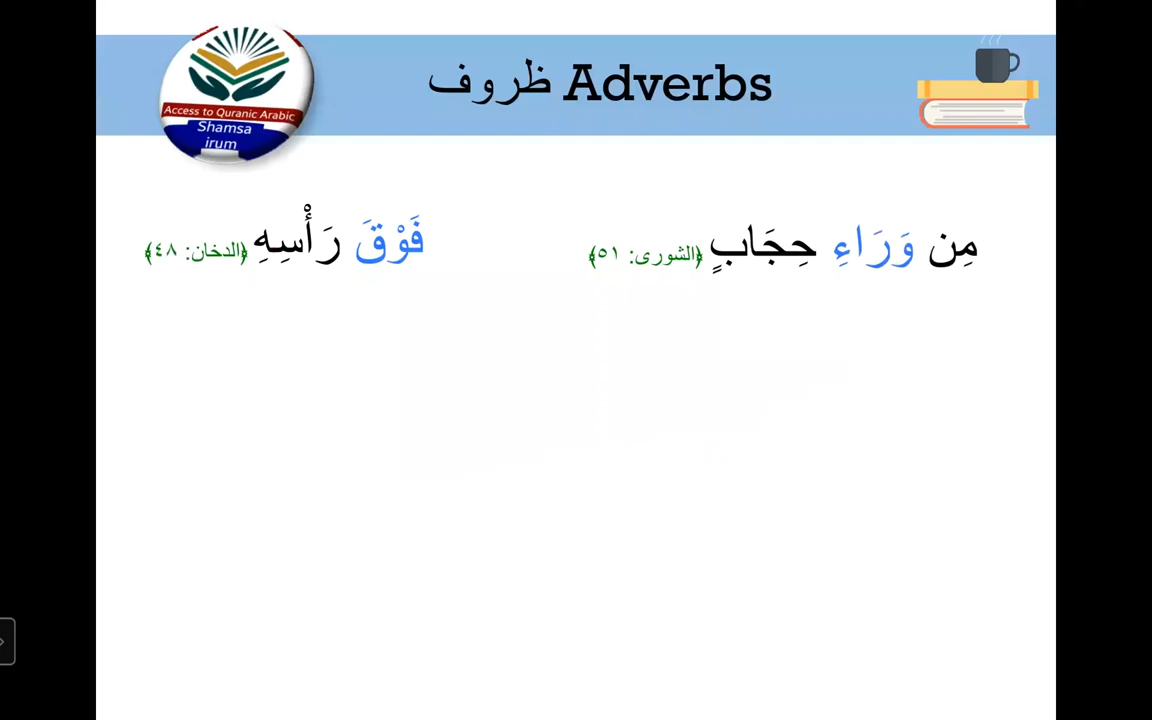 Adverbs ظروف
Access to Quranic Arabic
Shamsa
irum
مِن وَرَاءِ حِجَابٍ ﴿الشورى: ٥١﴾
فَوْقَ رَأْسِهِ ﴿الدخان: ٤٨﴾